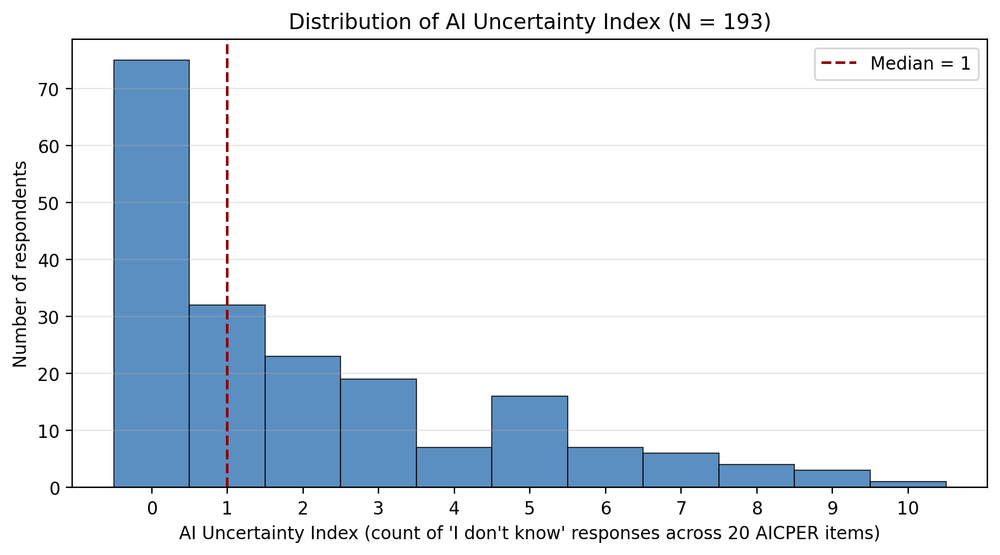 Distribution of AI Uncertainty Index (N = 193)
Median = 1
Number of respondents
70
60
50
40
30
20
10
0
0 1 2 3 4 5 6 7 8 9 10
AI Uncertainty Index (count of 'I don't know' responses across 20 AICPER items)